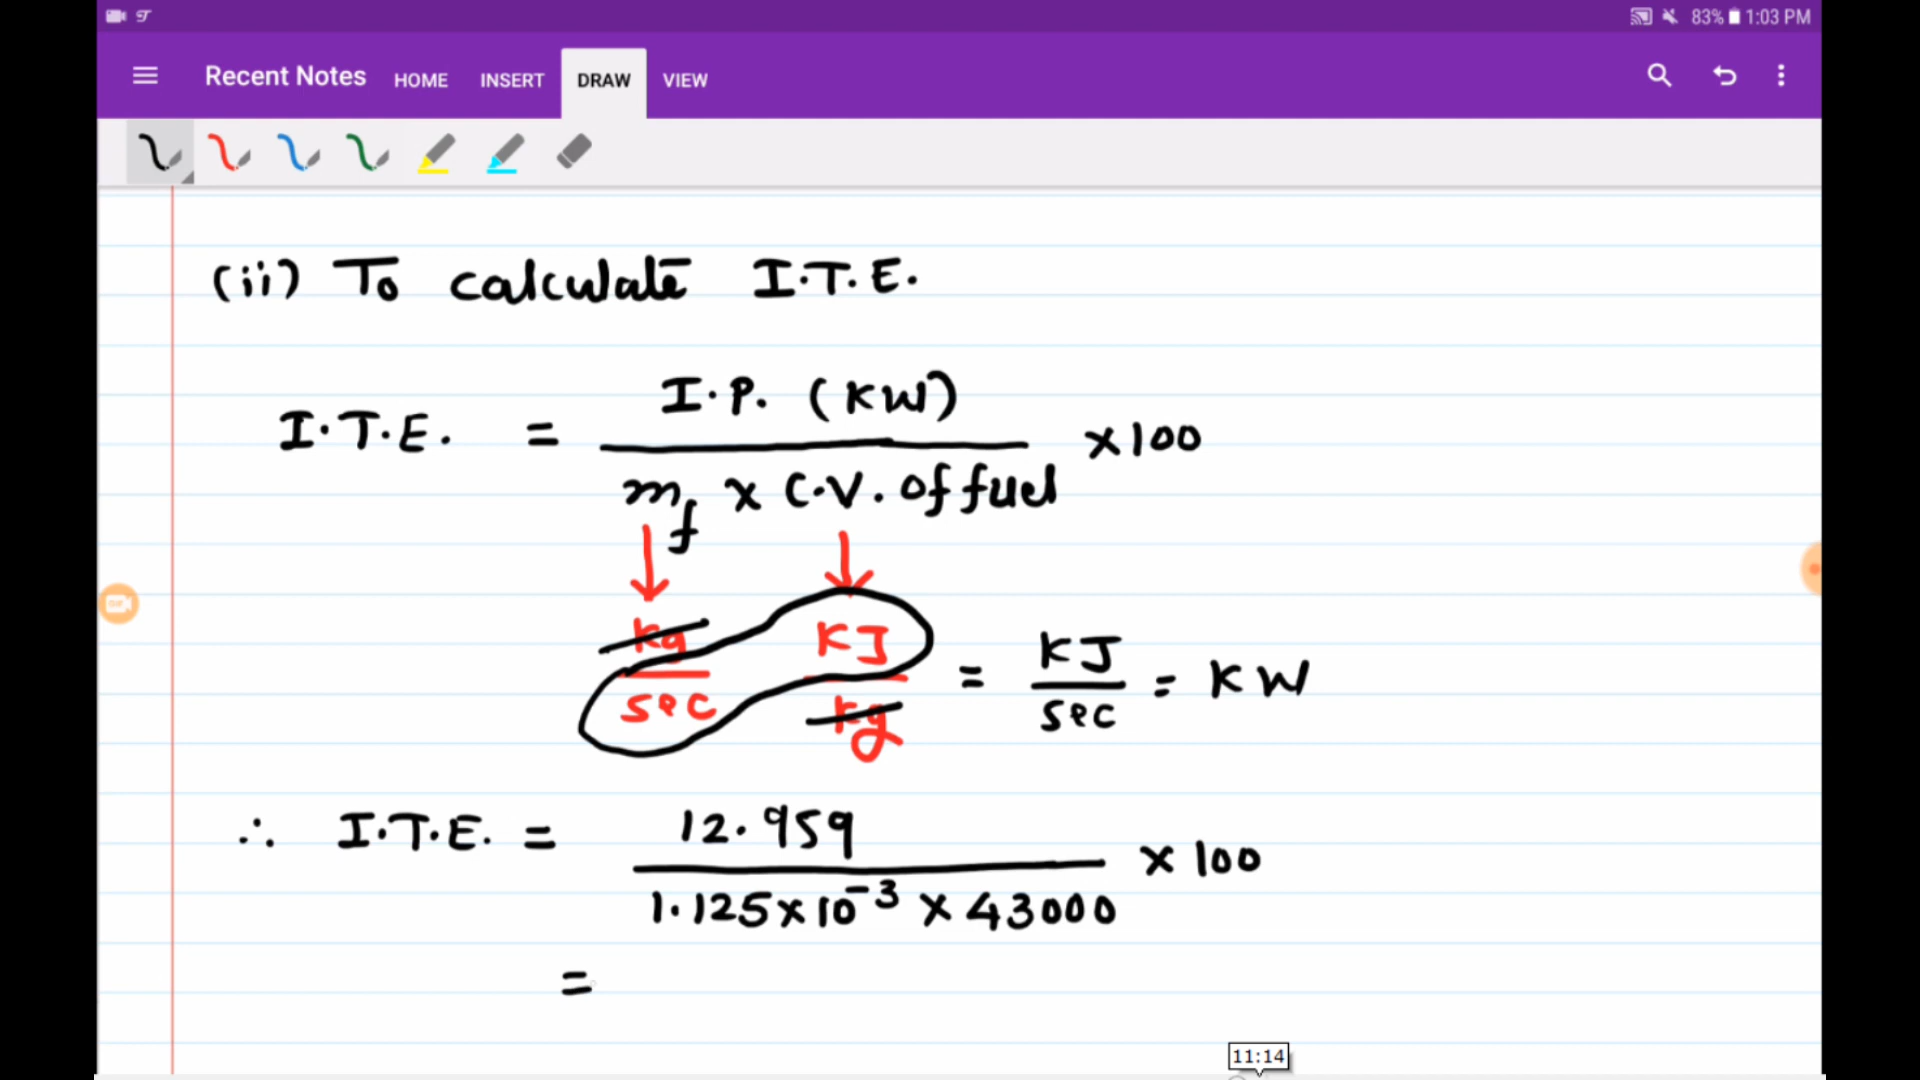 83% 1:03 PM
Recent Notes HOME INSERT DRAW VIEW
(ii) To calculate I.T.E.
I.T.E. = I.P. (KW) / m_f x C.V. of fuel x 100
kg/sec KJ/kg = KJ/sec = KW
∴ I.T.E. = 12.959 / 1.125 x 10⁻³ x 43000 x 100
=
11:14